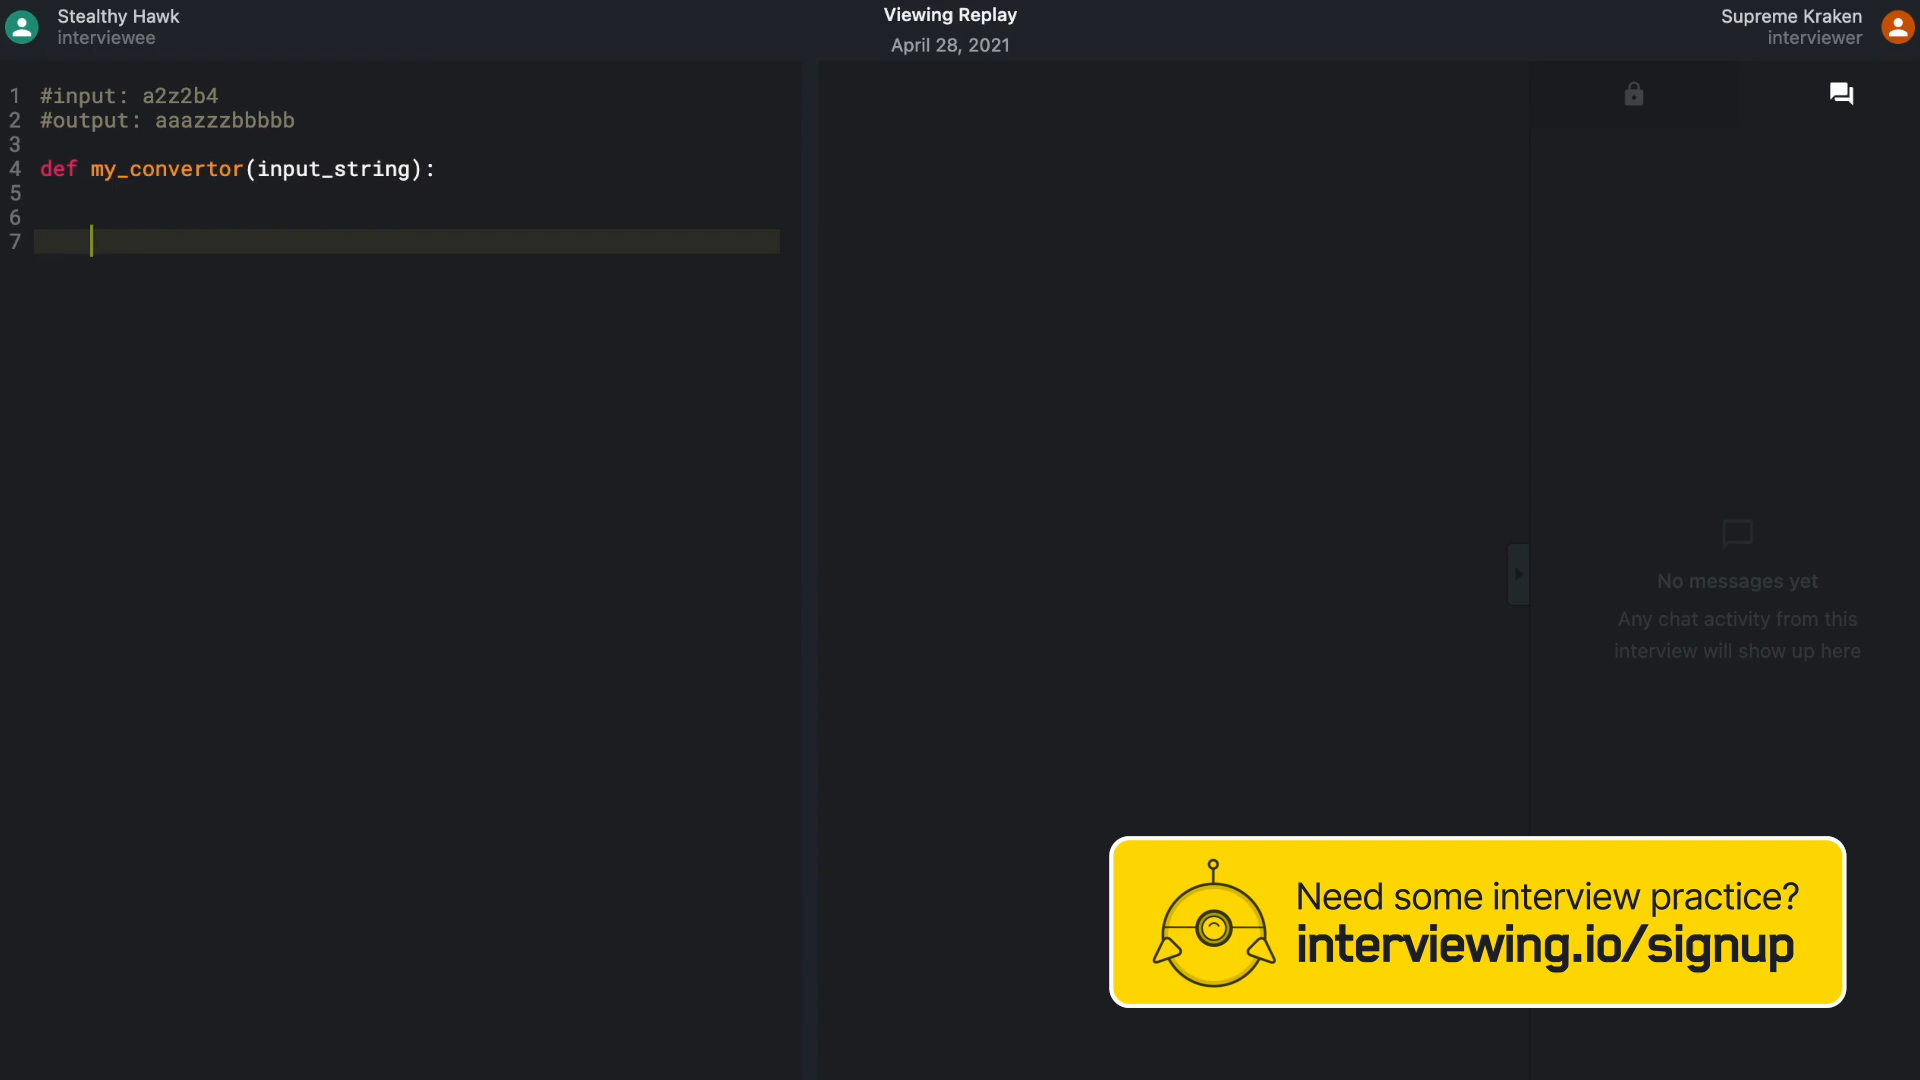 Stealthy Hawk
interviewee
Viewing Replay
April 28, 2021
Supreme Kraken
interviewer
1 #input: a2z2b4
2 #output: aaazzzbbbbb
3
4 def my_convertor(input_string):
5
6
7
No messages yet
Any chat activity from this
interview will show up here
Need some interview practice?
interviewing.io/signup